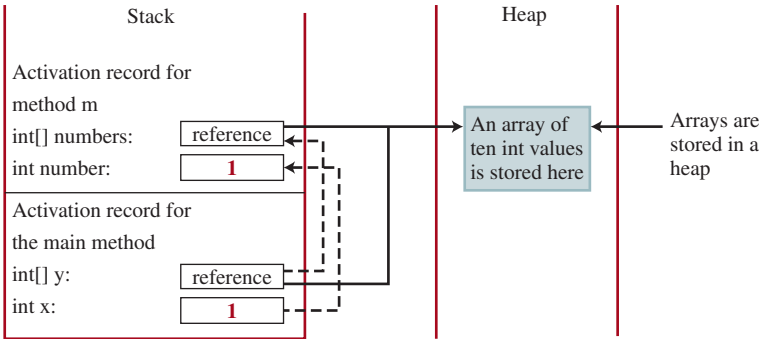 Stack
Heap
Activation record for
method m
int[] numbers: reference
int number: 1
Activation record for
the main method
int[] y: reference
int x: 1
An array of
ten int values
is stored here
Arrays are
stored in a
heap